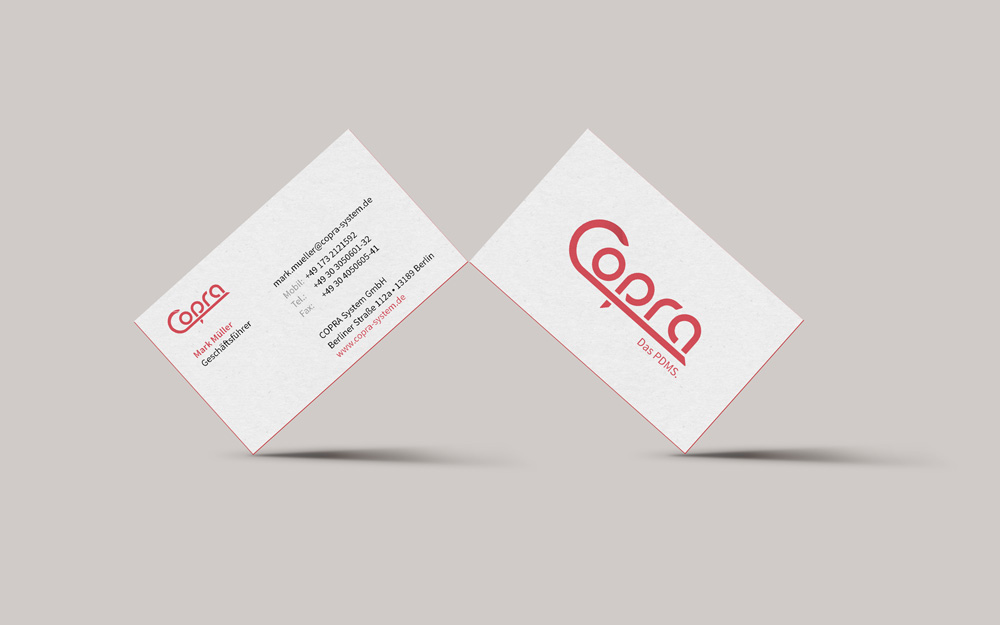 Copra
Mark Müller
Geschäftsführer
mark.mueller@copra-system.de
Mobil: +49 173 2121592
Tel.: +49 30 3050601-32
Fax: +49 30 4050605-41
COPRA System GmbH
Berliner Straße 112a • 13189 Berlin
www.copra-system.de
Copra
Das PDMS.